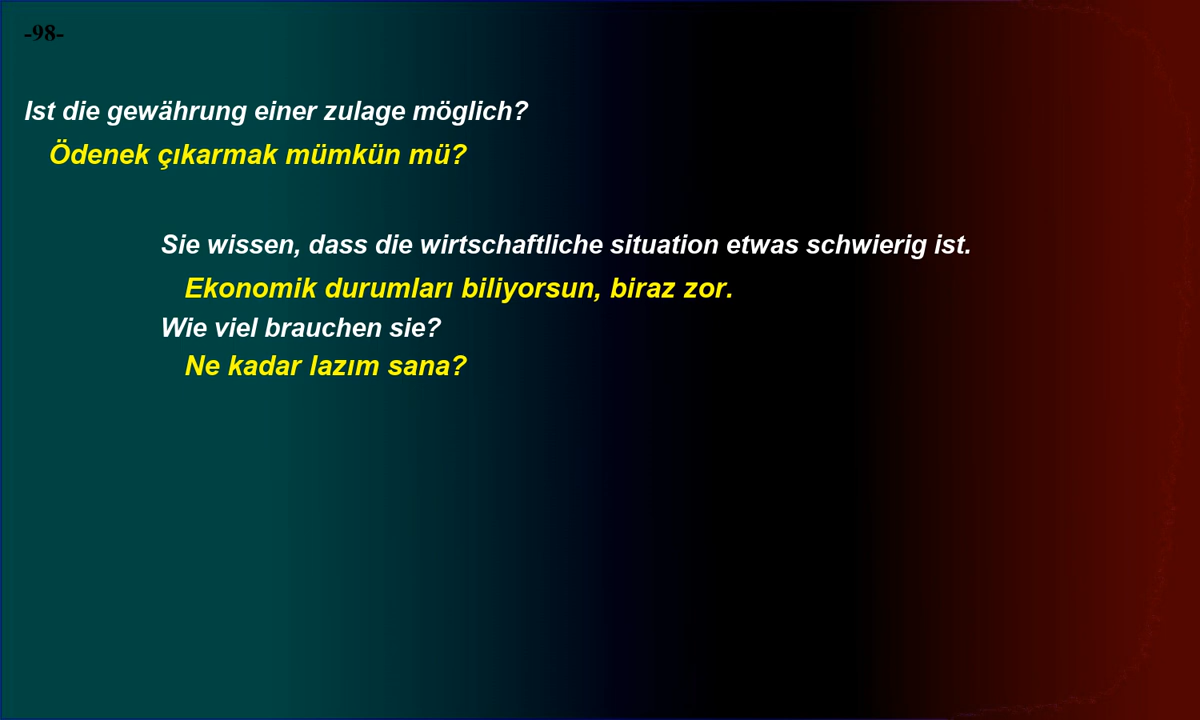 -98-
Ist die gewährung einer zulage möglich?
Ödenek çıkarmak mümkün mü?
Sie wissen, dass die wirtschaftliche situation etwas schwierig ist.
Ekonomik durumları biliyorsun, biraz zor.
Wie viel brauchen sie?
Ne kadar lazım sana?